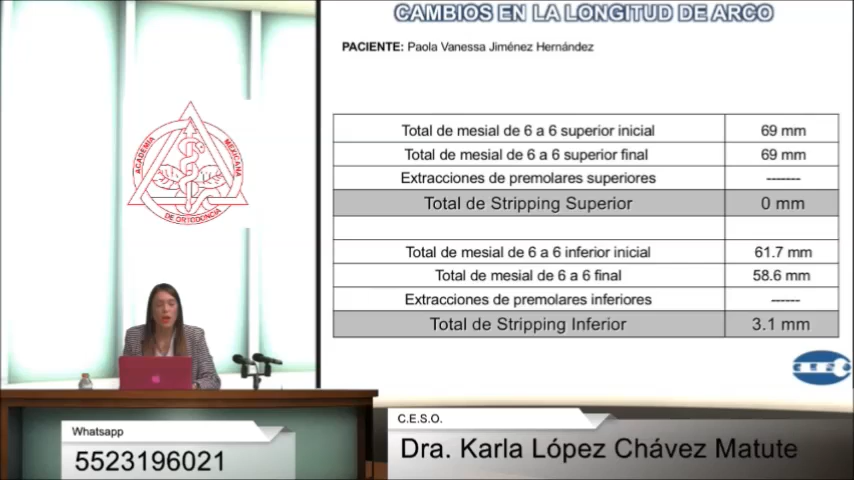 CAMBIOS EN LA LONGITUD DE ARCO
PACIENTE: Paola Vanessa Jiménez Hernández
Total de mesial de 6 a 6 superior inicial 69 mm
Total de mesial de 6 a 6 superior final 69 mm
Extracciones de premolares superiores -------
Total de Stripping Superior 0 mm
Total de mesial de 6 a 6 inferior inicial 61.7 mm
Total de mesial de 6 a 6 final 58.6 mm
Extracciones de premolares inferiores ------
Total de Stripping Inferior 3.1 mm
ACADEMIA MEXICANA
DE ORTODONCIA
Whatsapp
5523196021
C.E.S.O.
Dra. Karla López Chávez Matute